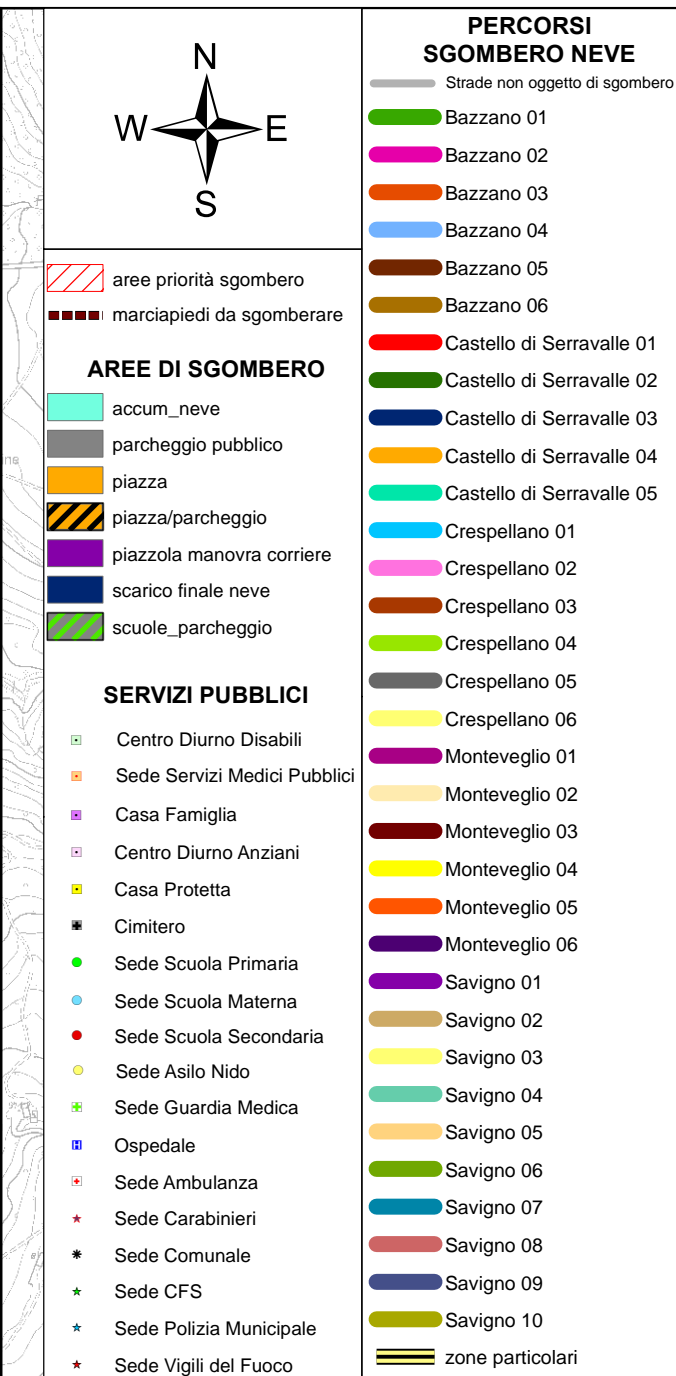 N
W
E
S
aree priorità sgombero
marciapiedi da sgomberare
AREE DI SGOMBERO
accum_neve
parcheggio pubblico
piazza
piazza/parcheggio
piazzola manovra corriere
scarico finale neve
scuole_parcheggio
SERVIZI PUBBLICI
Centro Diurno Disabili
Sede Servizi Medici Pubblici
Casa Famiglia
Centro Diurno Anziani
Casa Protetta
Cimitero
Sede Scuola Primaria
Sede Scuola Materna
Sede Scuola Secondaria
Sede Asilo Nido
Sede Guardia Medica
H
Ospedale
Sede Ambulanza
Sede Carabinieri
Sede Comunale
Sede CFS
Sede Polizia Municipale
Sede Vigili del Fuoco
PERCORSI
SGOMBERO NEVE
Strade non oggetto di sgombero
Bazzano 01
Bazzano 02
Bazzano 03
Bazzano 04
Bazzano 05
Bazzano 06
Castello di Serravalle 01
Castello di Serravalle 02
Castello di Serravalle 03
Castello di Serravalle 04
Castello di Serravalle 05
Crespellano 01
Crespellano 02
Crespellano 03
Crespellano 04
Crespellano 05
Crespellano 06
Monteveglio 01
Monteveglio 02
Monteveglio 03
Monteveglio 04
Monteveglio 05
Monteveglio 06
Savigno 01
Savigno 02
Savigno 03
Savigno 04
Savigno 05
Savigno 06
Savigno 07
Savigno 08
Savigno 09
Savigno 10
zone particolari